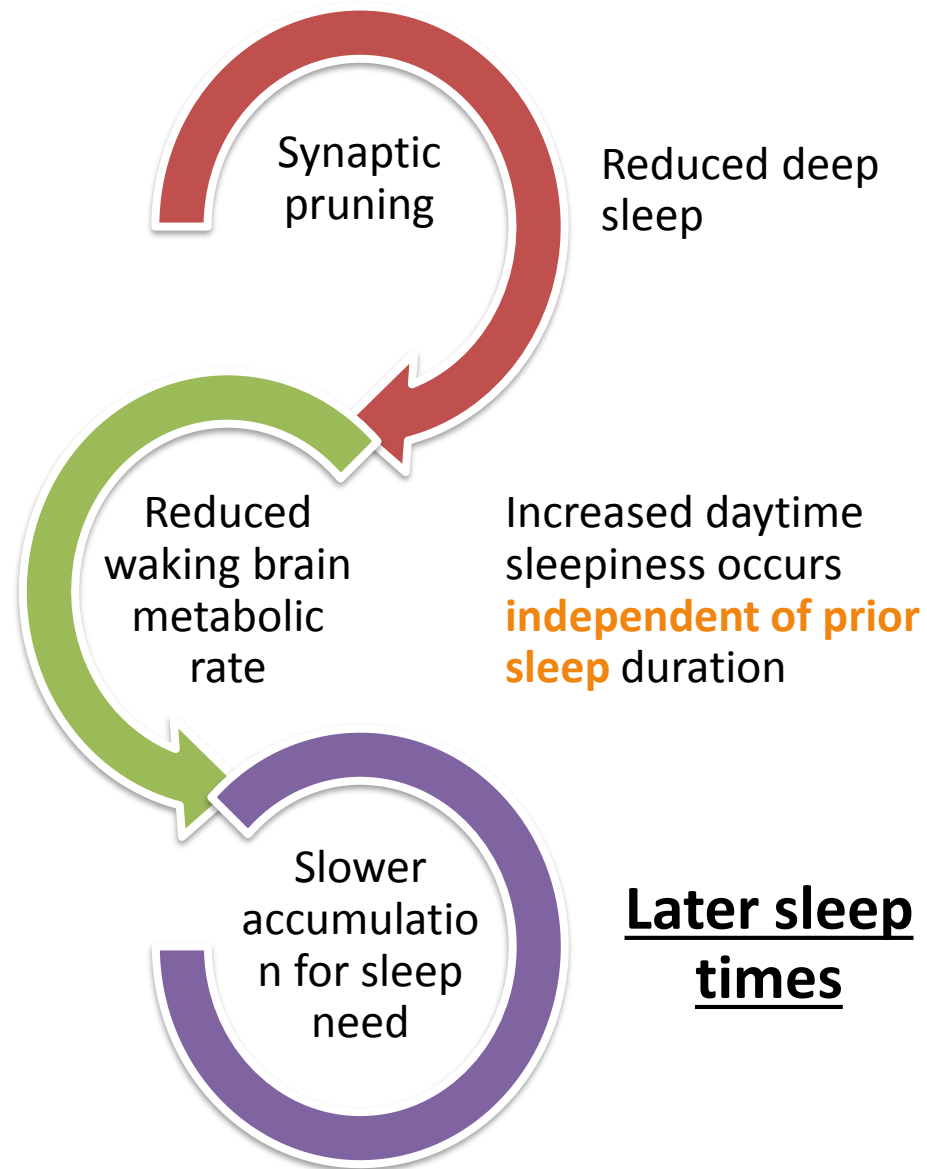 Synaptic
pruning
Reduced deep
sleep
Reduced
waking brain
metabolic
rate
Increased daytime
sleepiness occurs
independent of prior
sleep duration
Slower
accumulatio
n for sleep
need
Later sleep
times